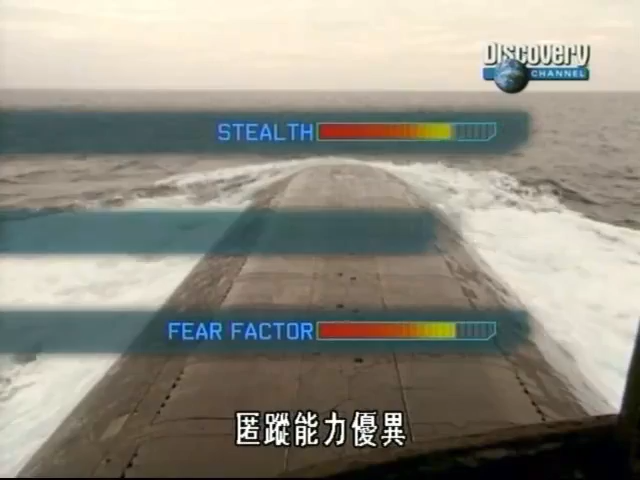 Discovery
CHANNEL
STEALTH
FEAR FACTOR
匿蹤能力優異